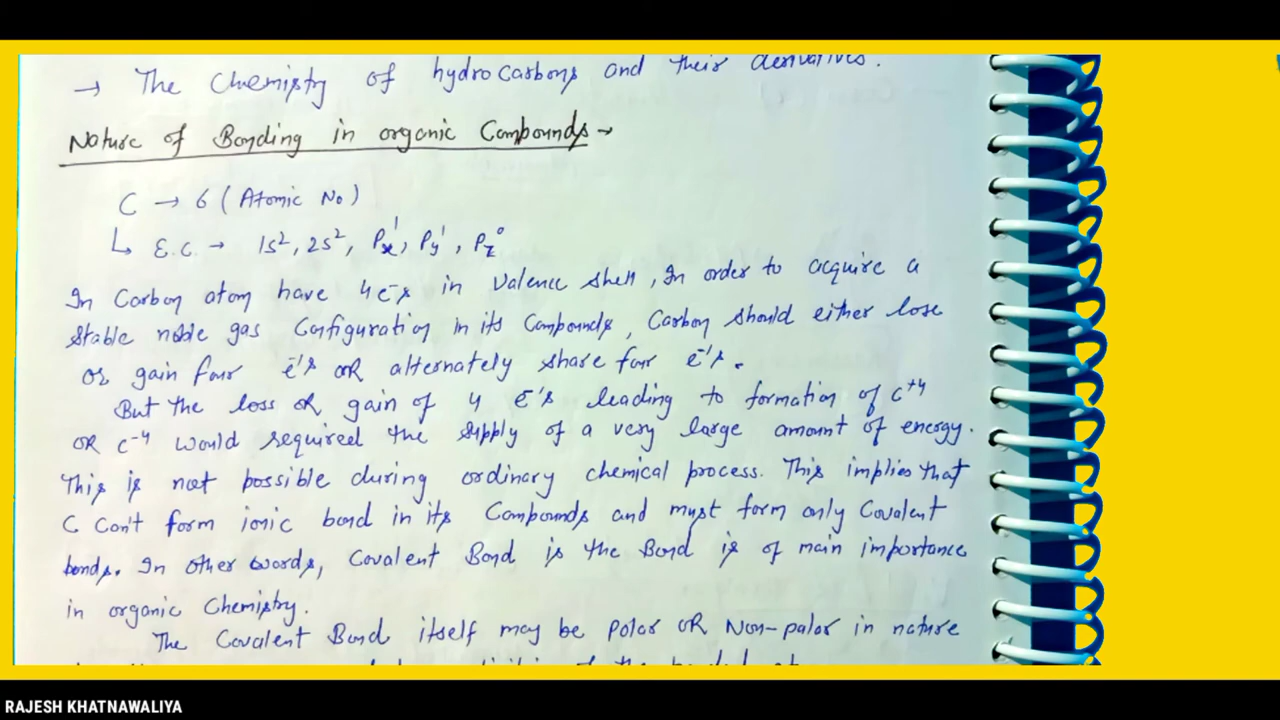 → The Chemistry of hydrocarbons and their derivatives.
Nature of Bonding in organic Compounds→
C → 6 (Atomic No)
↳ E.C. → 1s², 2s², Px¹, Py¹, Pz⁰
In Carbon atom have 4e⁻s in valence shell, In order to acquire a
stable noble gas Configuration in its Compounds, Carbon should either lose
or gain four e⁻'s OR alternately share four e⁻'s.
But the loss OR gain of 4 e⁻'s leading to formation of C⁺⁴
OR C⁻⁴ would required the supply of a very large amount of energy.
This is not possible during ordinary chemical process. This implies that
C Con't form ionic bond in its Compounds and must form only Covalent
bonds. In other words, Covalent Bond is the Bond is of main importance
in organic Chemistry.
The Covalent Bond itself may be polar OR Non-polar in nature
RAJESH KHATNAWALIYA